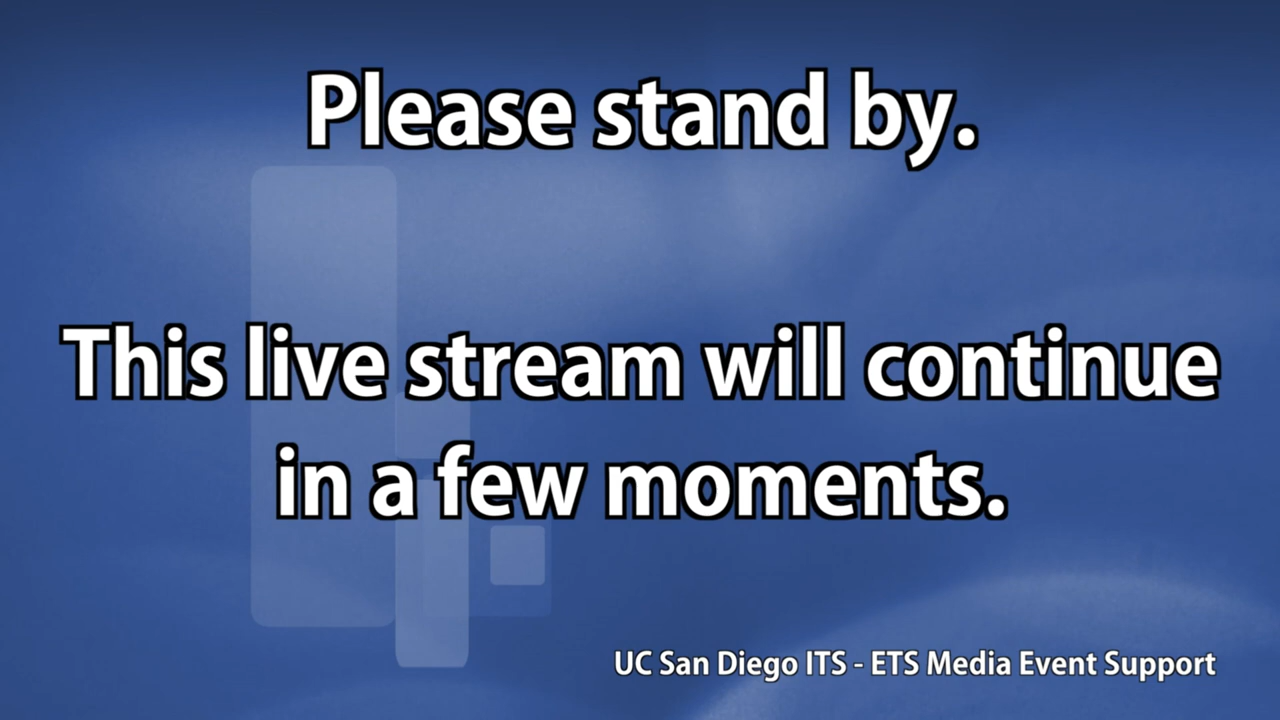 Please stand by.
This live stream will continue
in a few moments.
UC San Diego ITS - ETS Media Event Support